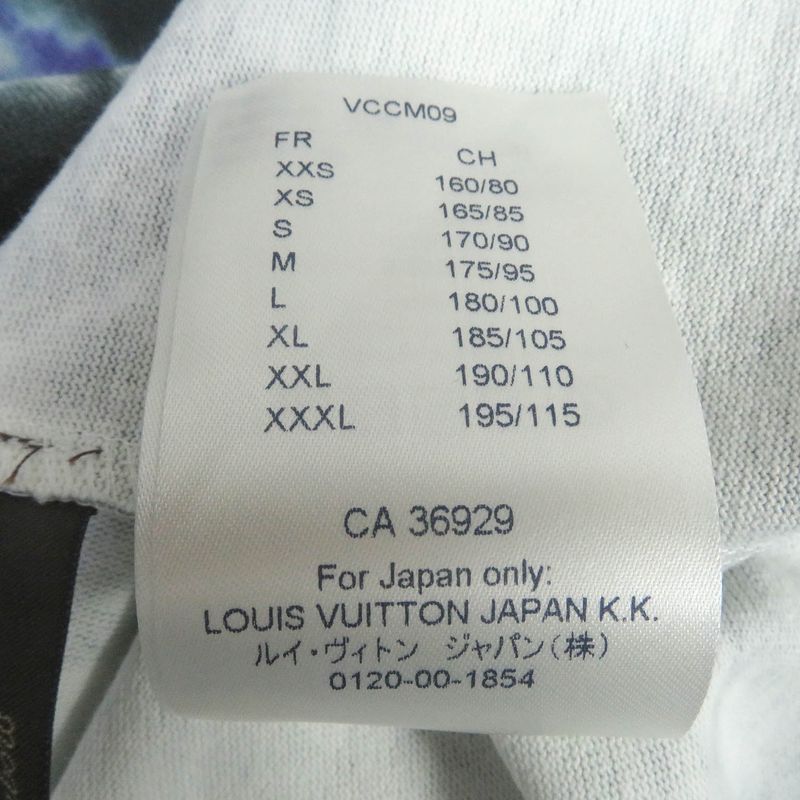 VCCM09
FR CH
XXS 160/80
XS 165/85
S 170/90
M 175/95
L 180/100
XL 185/105
XXL 190/110
XXXL 195/115
CA 36929
For Japan only:
LOUIS VUITTON JAPAN K.K.
ルイ・ヴィトン ジャパン(株)
0120-00-1854